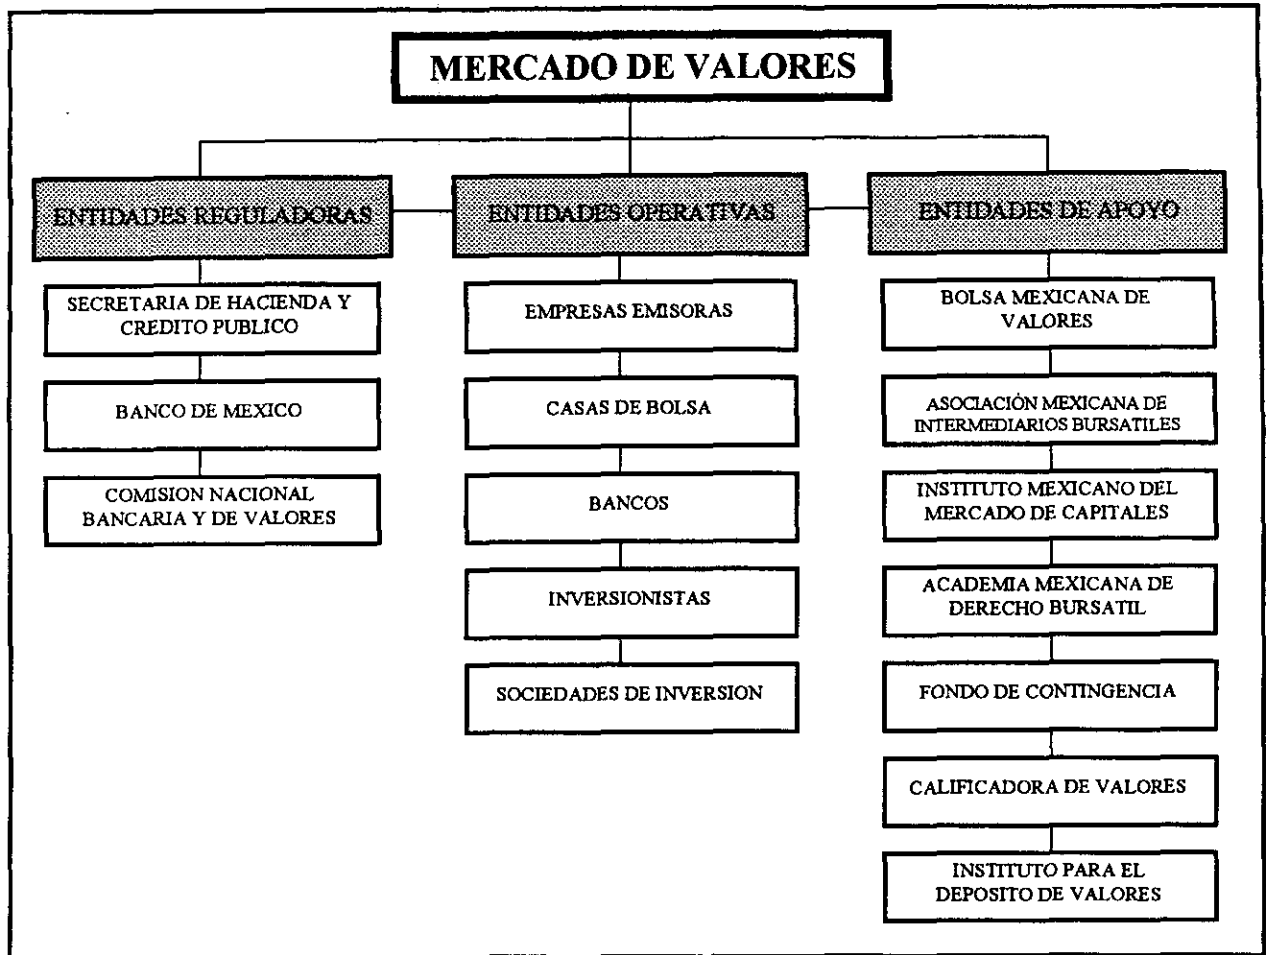 MERCADO DE VALORES
ENTIDADES REGULADORAS
SECRETARIA DE HACIENDA Y
CREDITO PUBLICO
BANCO DE MEXICO
COMISION NACIONAL
BANCARIA Y DE VALORES
ENTIDADES OPERATIVAS
EMPRESAS EMISORAS
CASAS DE BOLSA
BANCOS
INVERSIONISTAS
SOCIEDADES DE INVERSION
ENTIDADES DE APOYO
BOLSA MEXICANA DE
VALORES
ASOCIACIÓN MEXICANA DE
INTERMEDIARIOS BURSATILES
INSTITUTO MEXICANO DEL
MERCADO DE CAPITALES
ACADEMIA MEXICANA DE
DERECHO BURSATIL
FONDO DE CONTINGENCIA
CALIFICADORA DE VALORES
INSTITUTO PARA EL
DEPOSITO DE VALORES